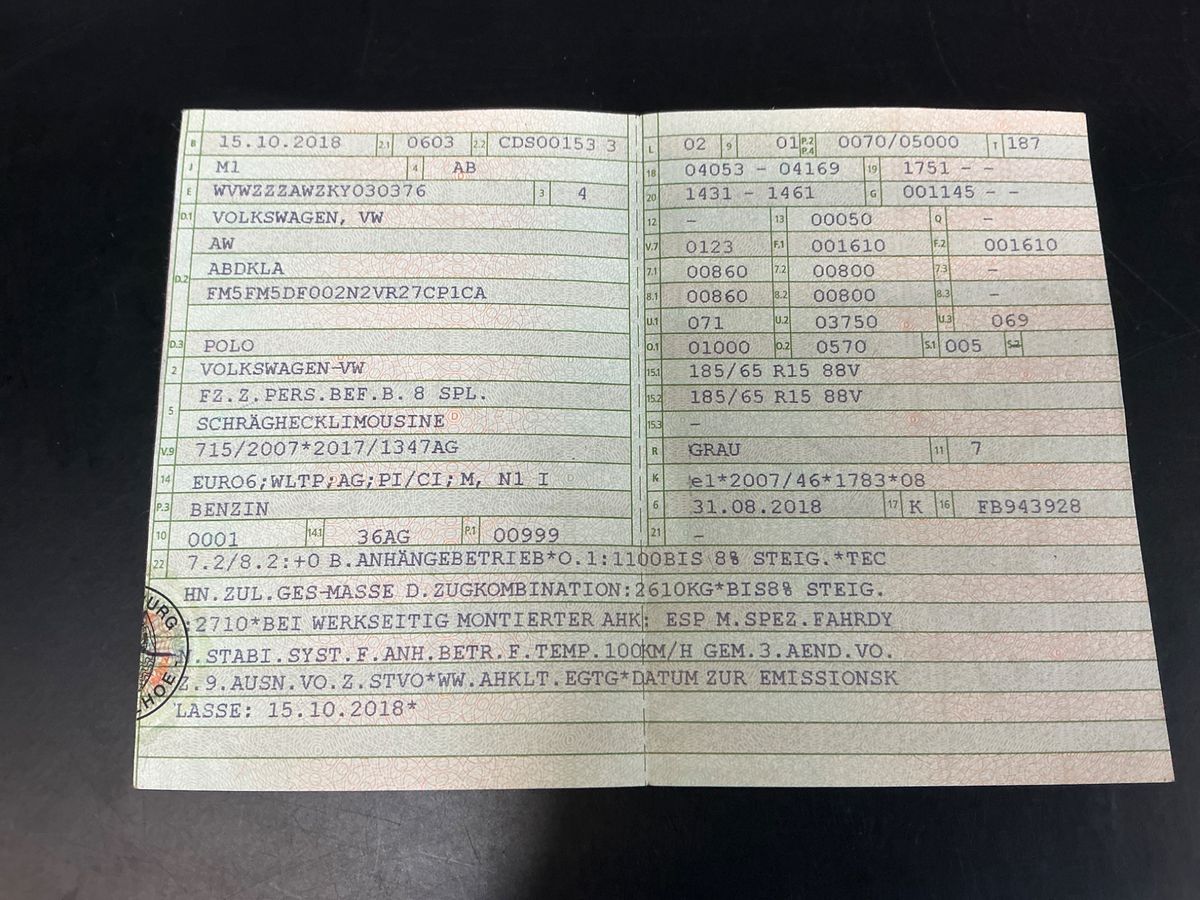 B 15.10.2018 2.1 0603 2.2 CDS00153 3
J M1 4 AB
E WVWZZZAWZKY030376 3 4
D.1 VOLKSWAGEN, VW
AW
D.2 ABDKLA
FM5FM5DF002N2VR27CP1CA
D.3 POLO
2 VOLKSWAGEN-VW
5 FZ.Z.PERS.BEF.B. 8 SPL.
SCHRÄGHECKLIMOUSINE
V.9 715/2007*2017/1347AG
14 EURO6;WLTP;AG;PI/CI; M, N1 I
P.3 BENZIN
10 0001 14.1 36AG P.1 00999
L 02 9 01 P.2 P.4 0070/05000 T 187
18 04053 - 04169 19 1751 - -
20 1431 - 1461 G 001145 - -
12 - 13 00050 Q -
V.7 0123 F.1 001610 F.2 001610
7.1 00860 7.2 00800 7.3 -
8.1 00860 8.2 00800 8.3 -
U.1 071 U.2 03750 U.3 069
O.1 01000 O.2 0570 S.1 005 S.2
15.1 185/65 R15 88V
15.2 185/65 R15 88V
15.3 -
R GRAU 11 7
K e1*2007/46*1783*08
6 31.08.2018 17 K 16 FB943928
21 -
22 7.2/8.2:+0 B.ANHÄNGEBETRIEB*O.1:1100BIS 8% STEIG.*TEC
HN.ZUL.GES-MASSE D.ZUGKOMBINATION:2610KG*BIS8% STEIG.
:2710*BEI WERKSEITIG MONTIERTER AHK: ESP M.SPEZ.FAHRDY
.STABI.SYST.F.ANH.BETR.F.TEMP.100KM/H GEM.3.AEND.VO.
Z.9.AUSN.VO.Z.STVO*WW.AHKLT.EGTG*DATUM ZUR EMISSIONSK
LASSE: 15.10.2018*